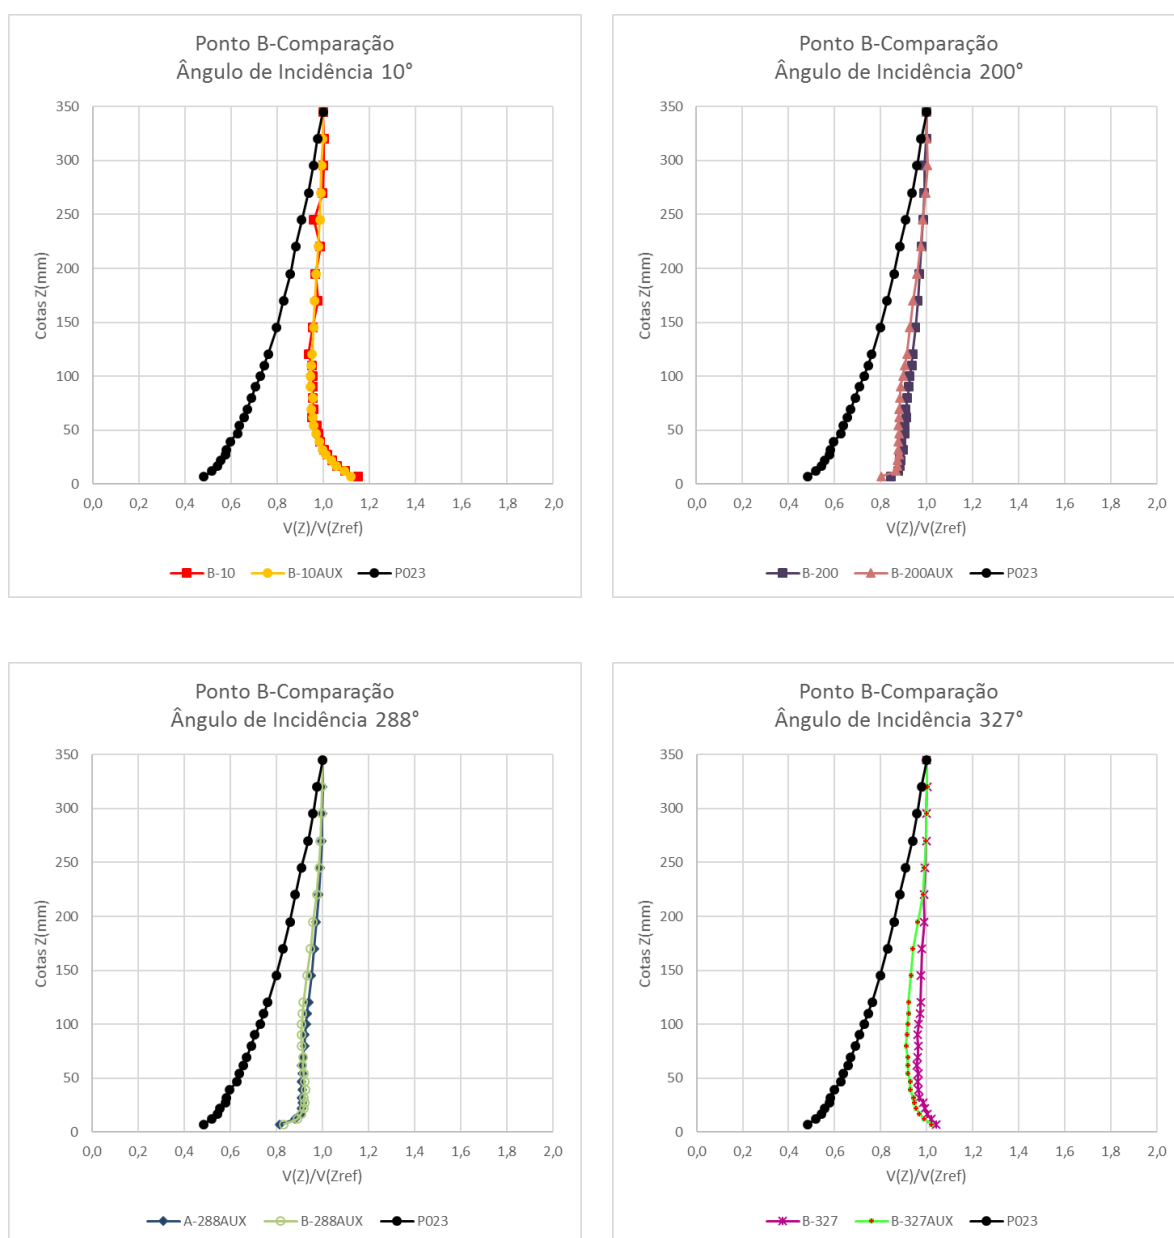 Ponto B-Comparação
Ângulo de Incidência 10°
350
300
250
200
150
100
50
0
Cotas Z(mm)
0,0 0,2 0,4 0,6 0,8 1,0 1,2 1,4 1,6 1,8 2,0
V(Z)/V(Zref)
B-10 B-10AUX P023
Ponto B-Comparação
Ângulo de Incidência 200°
350
300
250
200
150
100
50
0
Cotas Z(mm)
0,0 0,2 0,4 0,6 0,8 1,0 1,2 1,4 1,6 1,8 2,0
V(Z)/V(Zref)
B-200 B-200AUX P023
Ponto B-Comparação
Ângulo de Incidência 288°
350
300
250
200
150
100
50
0
Cotas Z(mm)
0,0 0,2 0,4 0,6 0,8 1,0 1,2 1,4 1,6 1,8 2,0
V(Z)/V(Zref)
A-288AUX B-288AUX P023
Ponto B-Comparação
Ângulo de Incidência 327°
350
300
250
200
150
100
50
0
Cotas Z(mm)
0,0 0,2 0,4 0,6 0,8 1,0 1,2 1,4 1,6 1,8 2,0
V(Z)/V(Zref)
B-327 B-327AUX P023